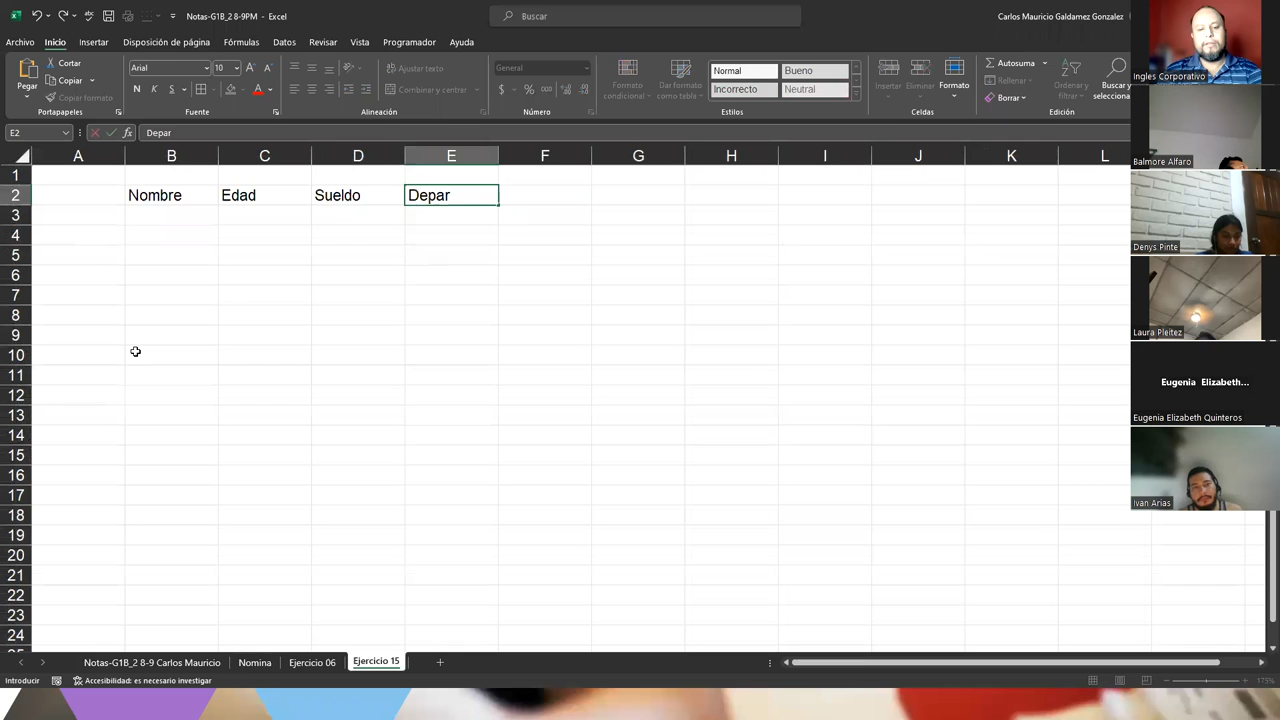 Notas-G1B_2 8-9PM - Excel
Buscar
Carlos Mauricio Galdamez Gonzalez
Archivo Inicio Insertar Disposición de página Fórmulas Datos Revisar Vista Programador Ayuda
Pegar
Cortar
Copiar
Copiar formato
Portapapeles
Arial 10
N K S
Fuente
Ajustar texto
Combinar y centrar
Alineación
General
Número
Formato condicional
Dar formato como tabla
Normal Bueno
Incorrecto Neutral
Estilos
Insertar Eliminar Formato
Celdas
Autosuma
Rellenar
Borrar
Ordenar y filtrar
Buscar y selecciona
Edición
E2 fx Depar
A B C D E F G H I J K L
1
2 Nombre Edad Sueldo Depar
3
4
5
6
7
8
9
10
11
12
13
14
15
16
17
18
19
20
21
22
23
24
Notas-G1B_2 8-9 Carlos Mauricio Nomina Ejercicio 06 Ejercicio 15
Introducir Accesibilidad: es necesario investigar 175%
Ingles Corporativo
Balmore Alfaro
Denys Pinte
Laura Pleitez
Eugenia Elizabeth...
Eugenia Elizabeth Quinteros
Ivan Arias